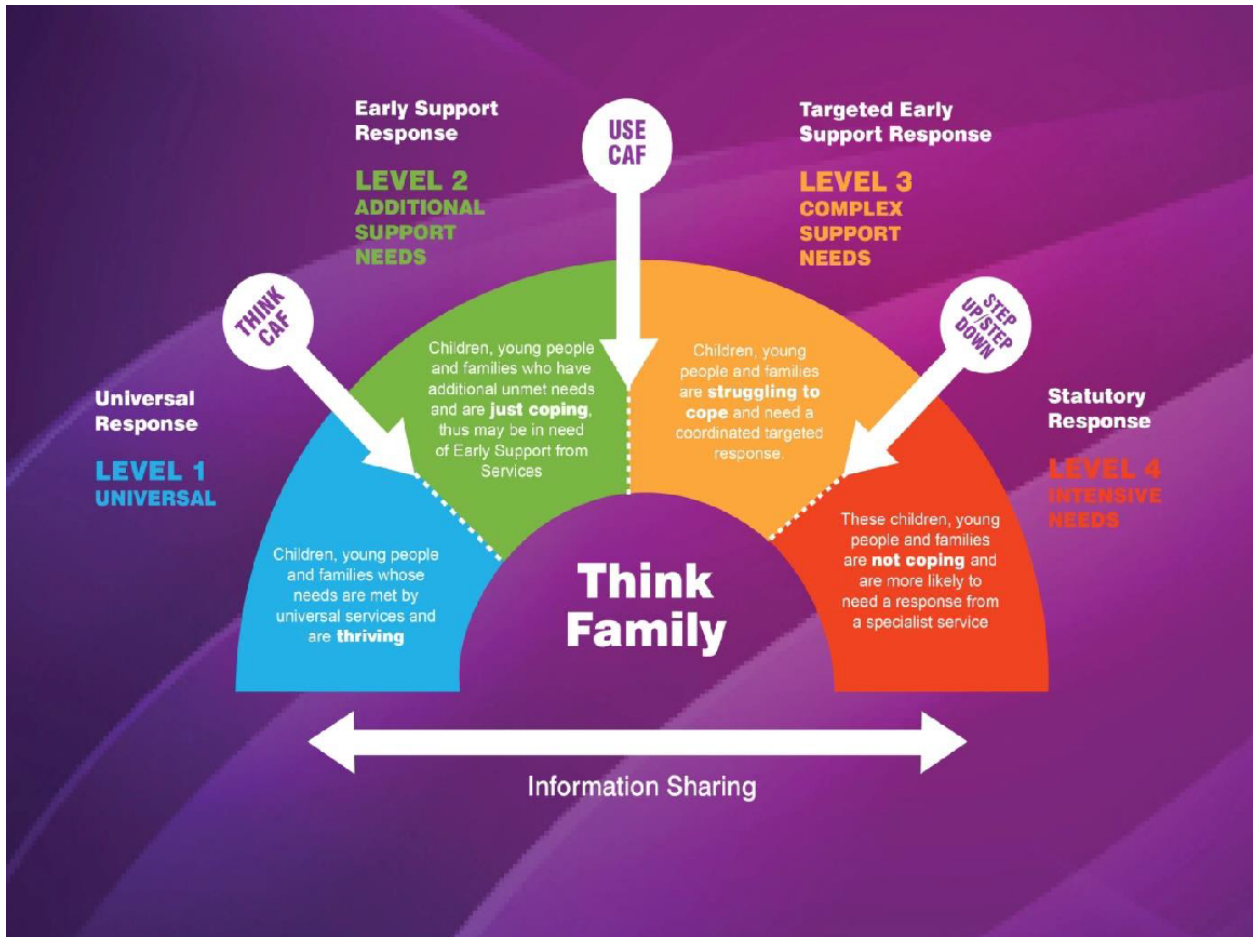 Early Support
Response
LEVEL 2
ADDITIONAL
SUPPORT
NEEDS
USE
CAF
Targeted Early
Support Response
LEVEL 3
COMPLEX
SUPPORT
NEEDS
THINK
CAF
STEP
UP/STEP
DOWN
Universal
Response
LEVEL 1
UNIVERSAL
Children, young people
and families who have
additional unmet needs
and are just coping,
thus may be in need
of Early Support from
Services
Children, young
people and families
are struggling to
cope and need a
coordinated targeted
response.
Statutory
Response
LEVEL 4
INTENSIVE
NEEDS
Children, young people
and families whose
needs are met by
universal services and
are thriving
These children, young
people and families
are not coping and
are more likely to
need a response from
a specialist service
Think
Family
Information Sharing